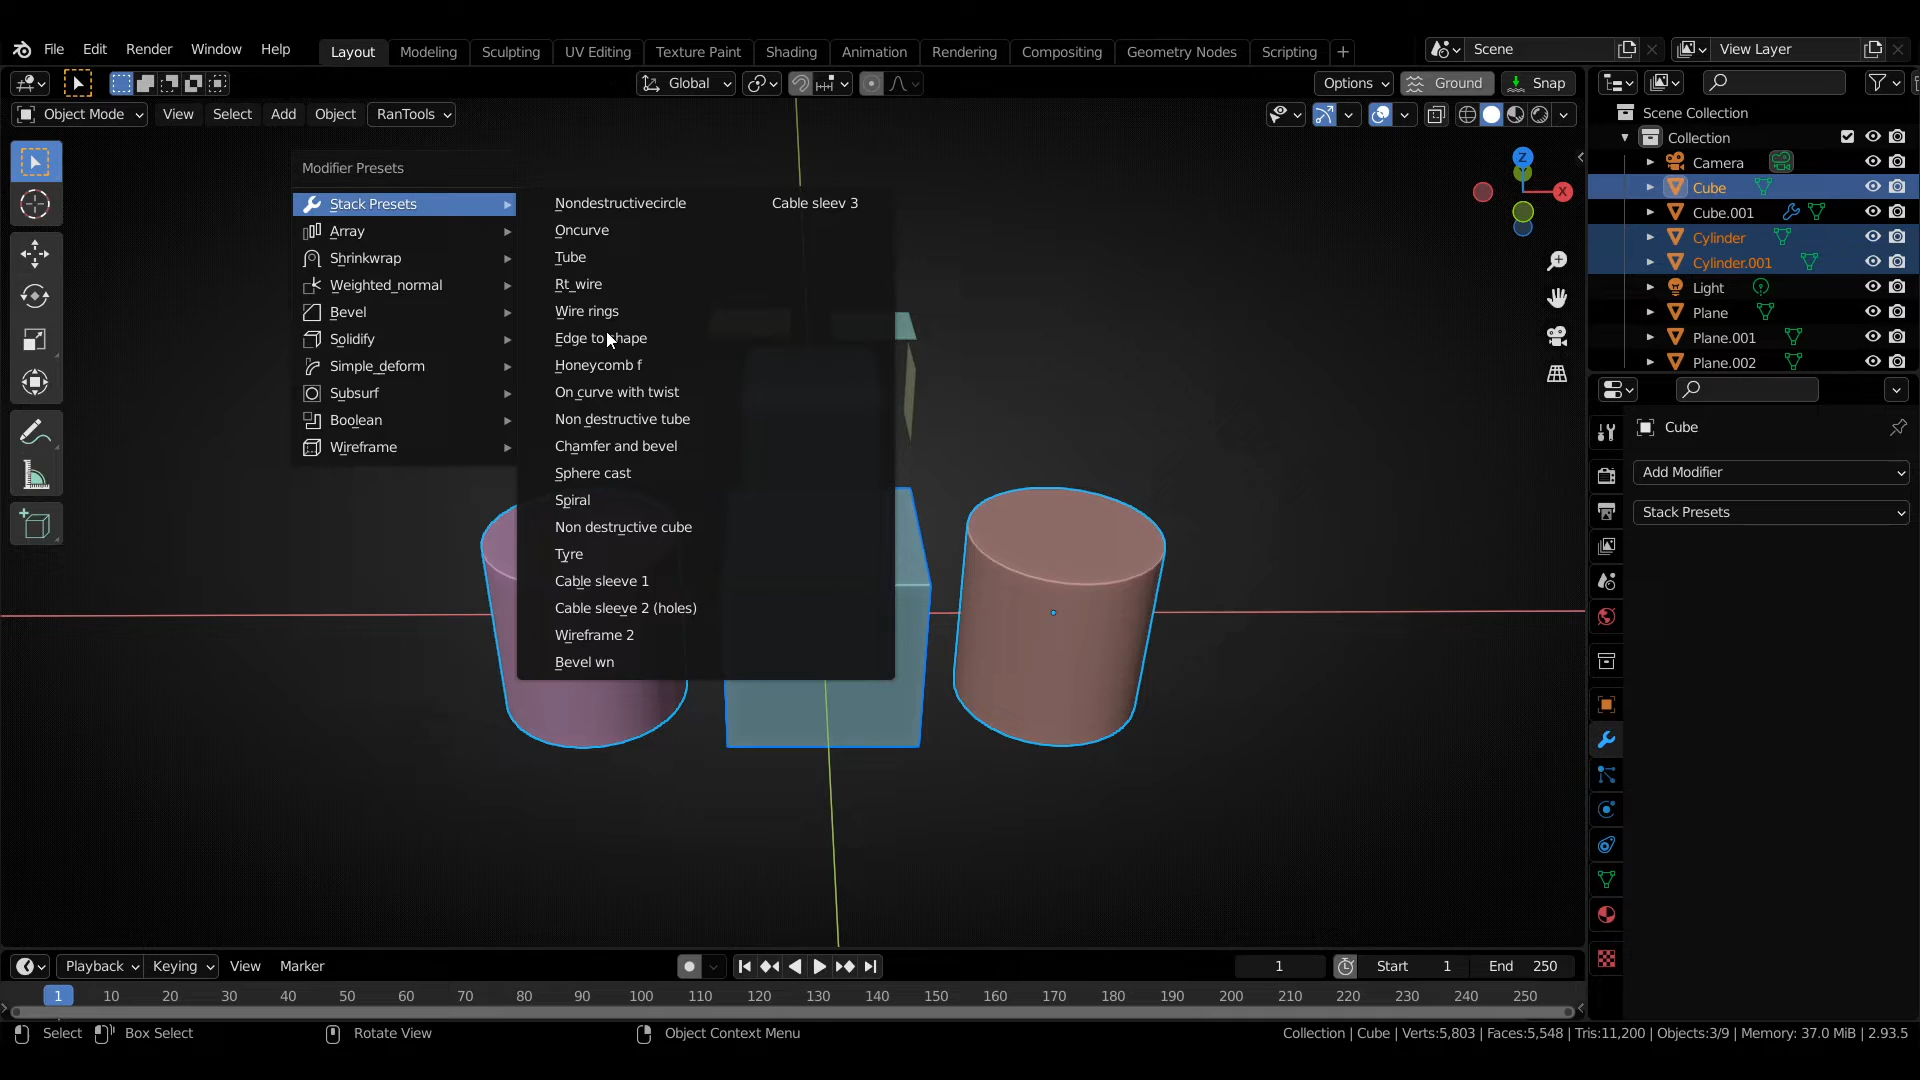 File Edit Render Window Help Layout Modeling Sculpting UV Editing Texture Paint Shading Animation Rendering Compositing Geometry Nodes Scripting + Scene View Layer
Global Options Ground Snap
Object Mode View Select Add Object RanTools
Scene Collection
Collection
Camera
Cube
Cube.001
Cylinder
Cylinder.001
Light
Plane
Plane.001
Plane.002
Z
X
Modifier Presets
Stack Presets
Array
Shrinkwrap
Weighted_normal
Bevel
Solidify
Simple_deform
Subsurf
Boolean
Wireframe
Nondestructivecircle
Oncurve
Tube
Rt_wire
Wire rings
Edge to shape
Honeycomb f
On curve with twist
Non destructive tube
Chamfer and bevel
Sphere cast
Spiral
Non destructive cube
Tyre
Cable sleeve 1
Cable sleeve 2 (holes)
Wireframe 2
Bevel wn
Cable sleev 3
Cube
Add Modifier
Stack Presets
Playback Keying View Marker 1 Start 1 End 250
1 10 20 30 40 50 60 70 80 90 100 110 120 130 140 150 160 170 180 190 200 210 220 230 240 250
Select Box Select Rotate View Object Context Menu Collection | Cube | Verts:5,803 | Faces:5,548 | Tris:11,200 | Objects:3/9 | Memory: 37.0 MiB | 2.93.5